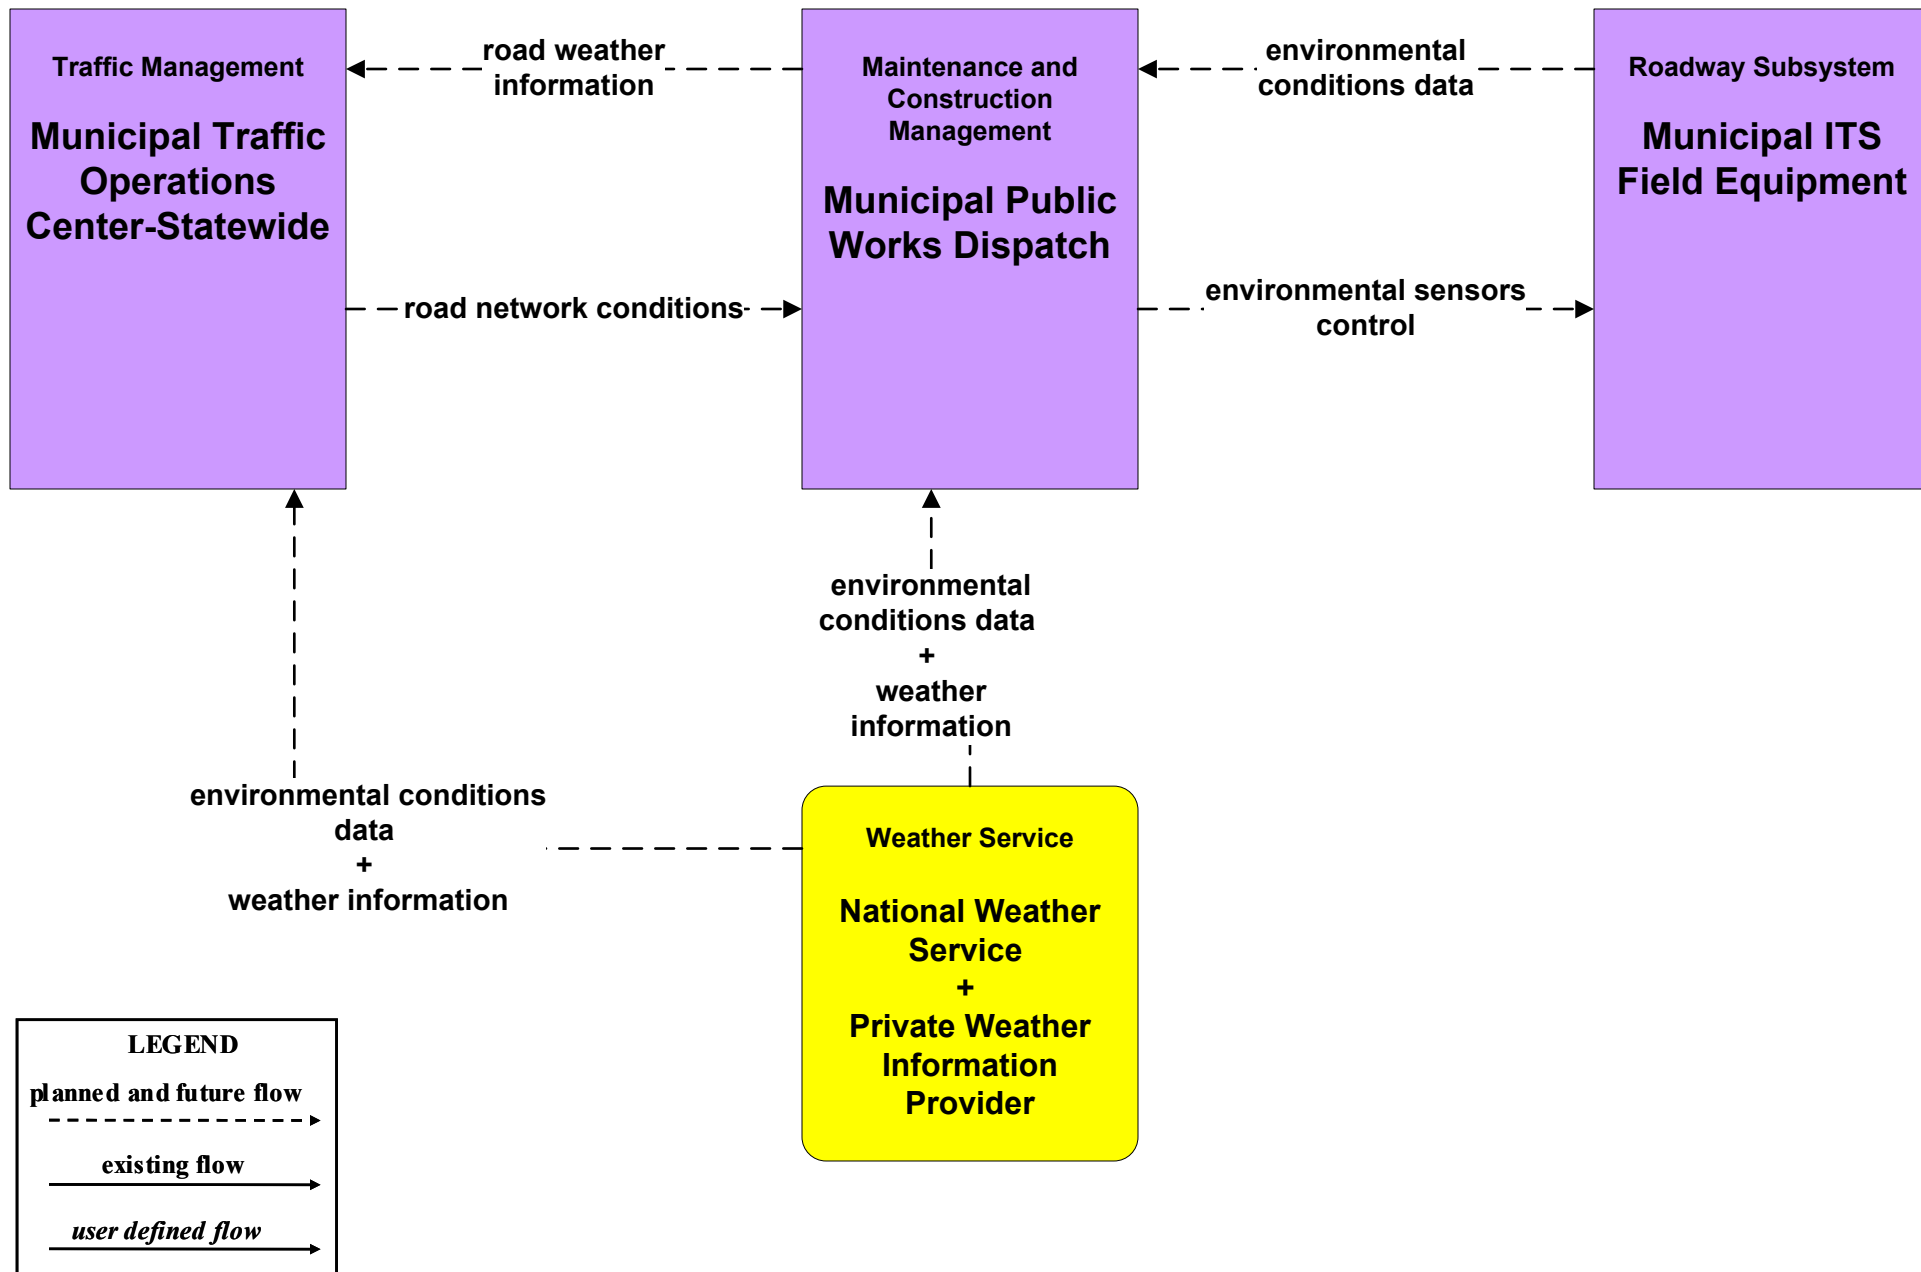 Traffic Management
Municipal Traffic
Operations
Center-Statewide
road weather
information
road network conditions
Maintenance and
Construction
Management
Municipal Public
Works Dispatch
environmental
conditions data
environmental sensors
control
Roadway Subsystem
Municipal ITS
Field Equipment
environmental
conditions data
+
weather
information
environmental conditions
data
+
weather information
Weather Service
National Weather
Service
+
Private Weather
Information
Provider
LEGEND
planned and future flow
existing flow
user defined flow